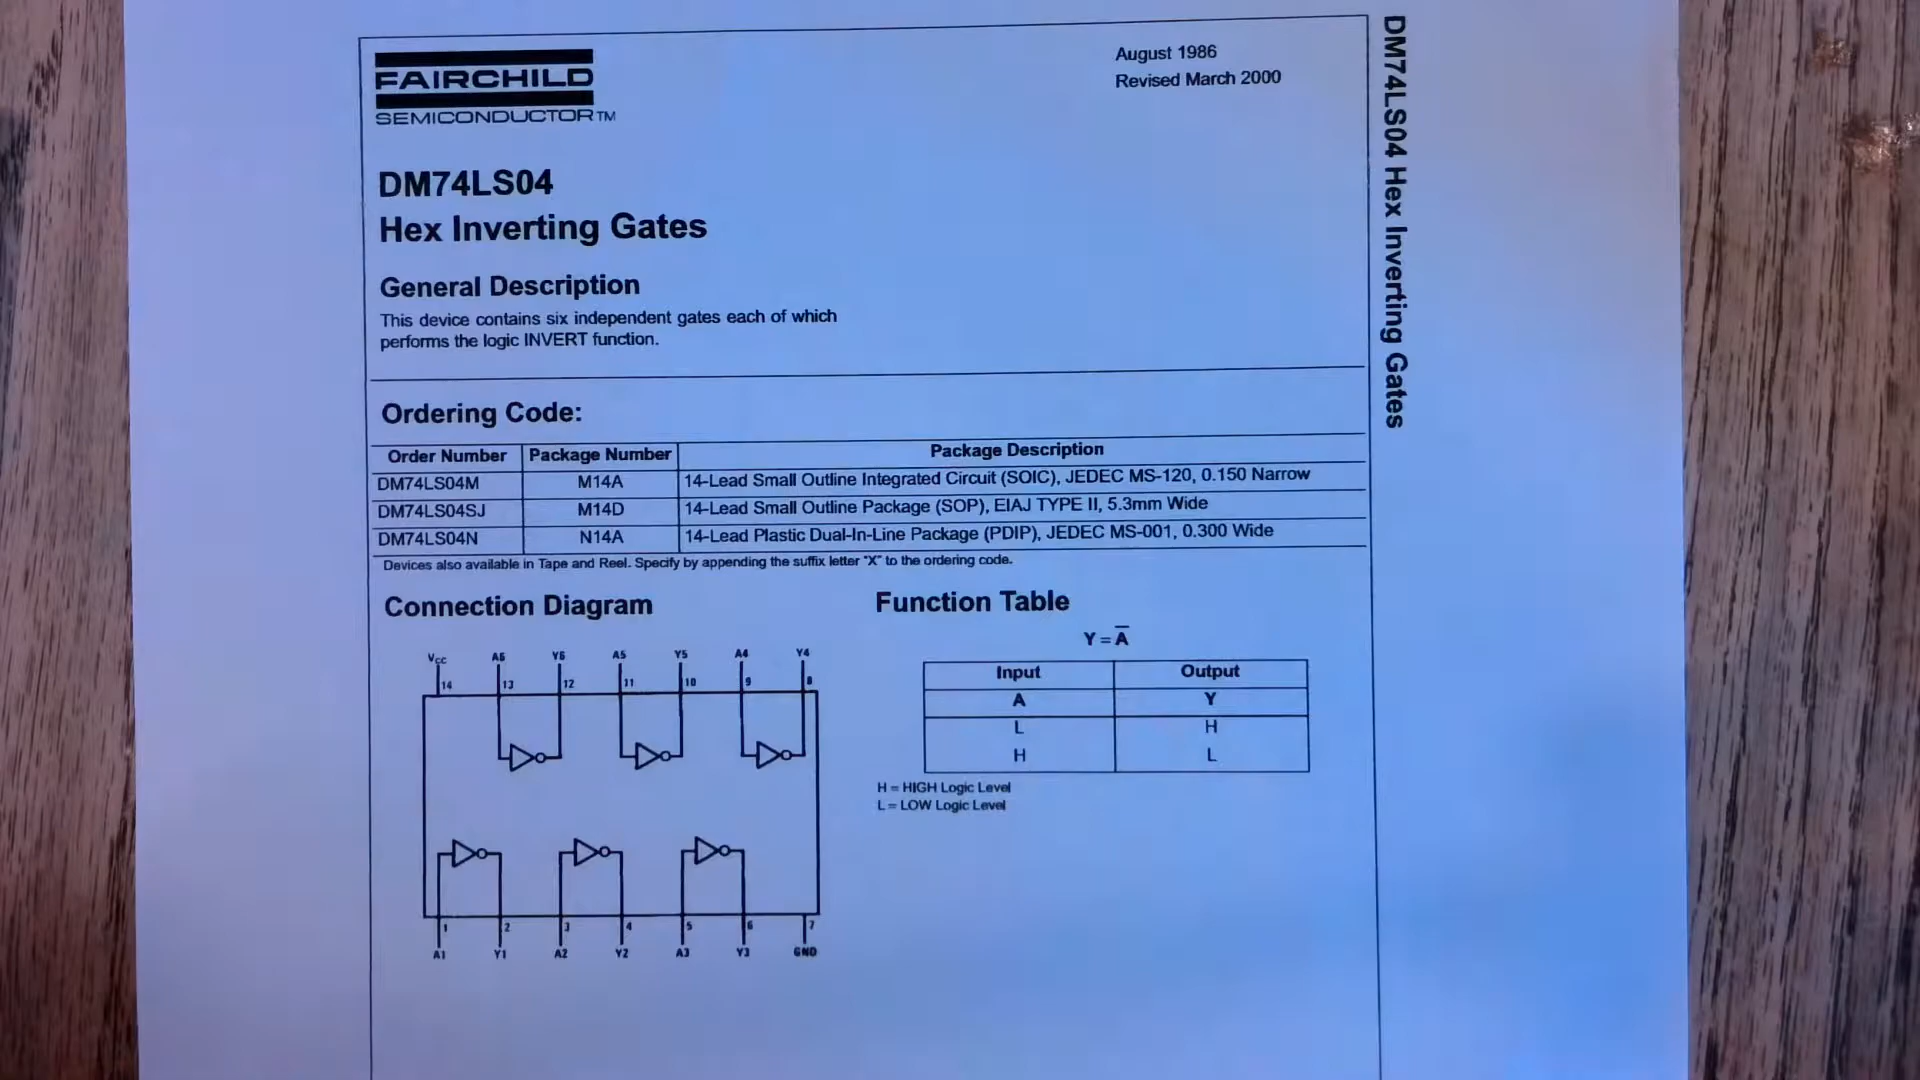 FAIRCHILD
SEMICONDUCTOR™
August 1986
Revised March 2000
DM74LS04
Hex Inverting Gates
General Description
This device contains six independent gates each of which
performs the logic INVERT function.
Ordering Code:
Order Number Package Number Package Description
DM74LS04M M14A 14-Lead Small Outline Integrated Circuit (SOIC), JEDEC MS-120, 0.150 Narrow
DM74LS04SJ M14D 14-Lead Small Outline Package (SOP), EIAJ TYPE II, 5.3mm Wide
DM74LS04N N14A 14-Lead Plastic Dual-In-Line Package (PDIP), JEDEC MS-001, 0.300 Wide
Devices also available in Tape and Reel. Specify by appending the suffix letter "X" to the ordering code.
Connection Diagram
VCC A6 Y6 A5 Y5 A4 Y4
14 13 12 11 10 9 8
1 2 3 4 5 6 7
A1 Y1 A2 Y2 A3 Y3 GND
Function Table
Y = A̅
Input Output
A Y
L H
H L
H = HIGH Logic Level
L = LOW Logic Level
DM74LS04 Hex Inverting Gates